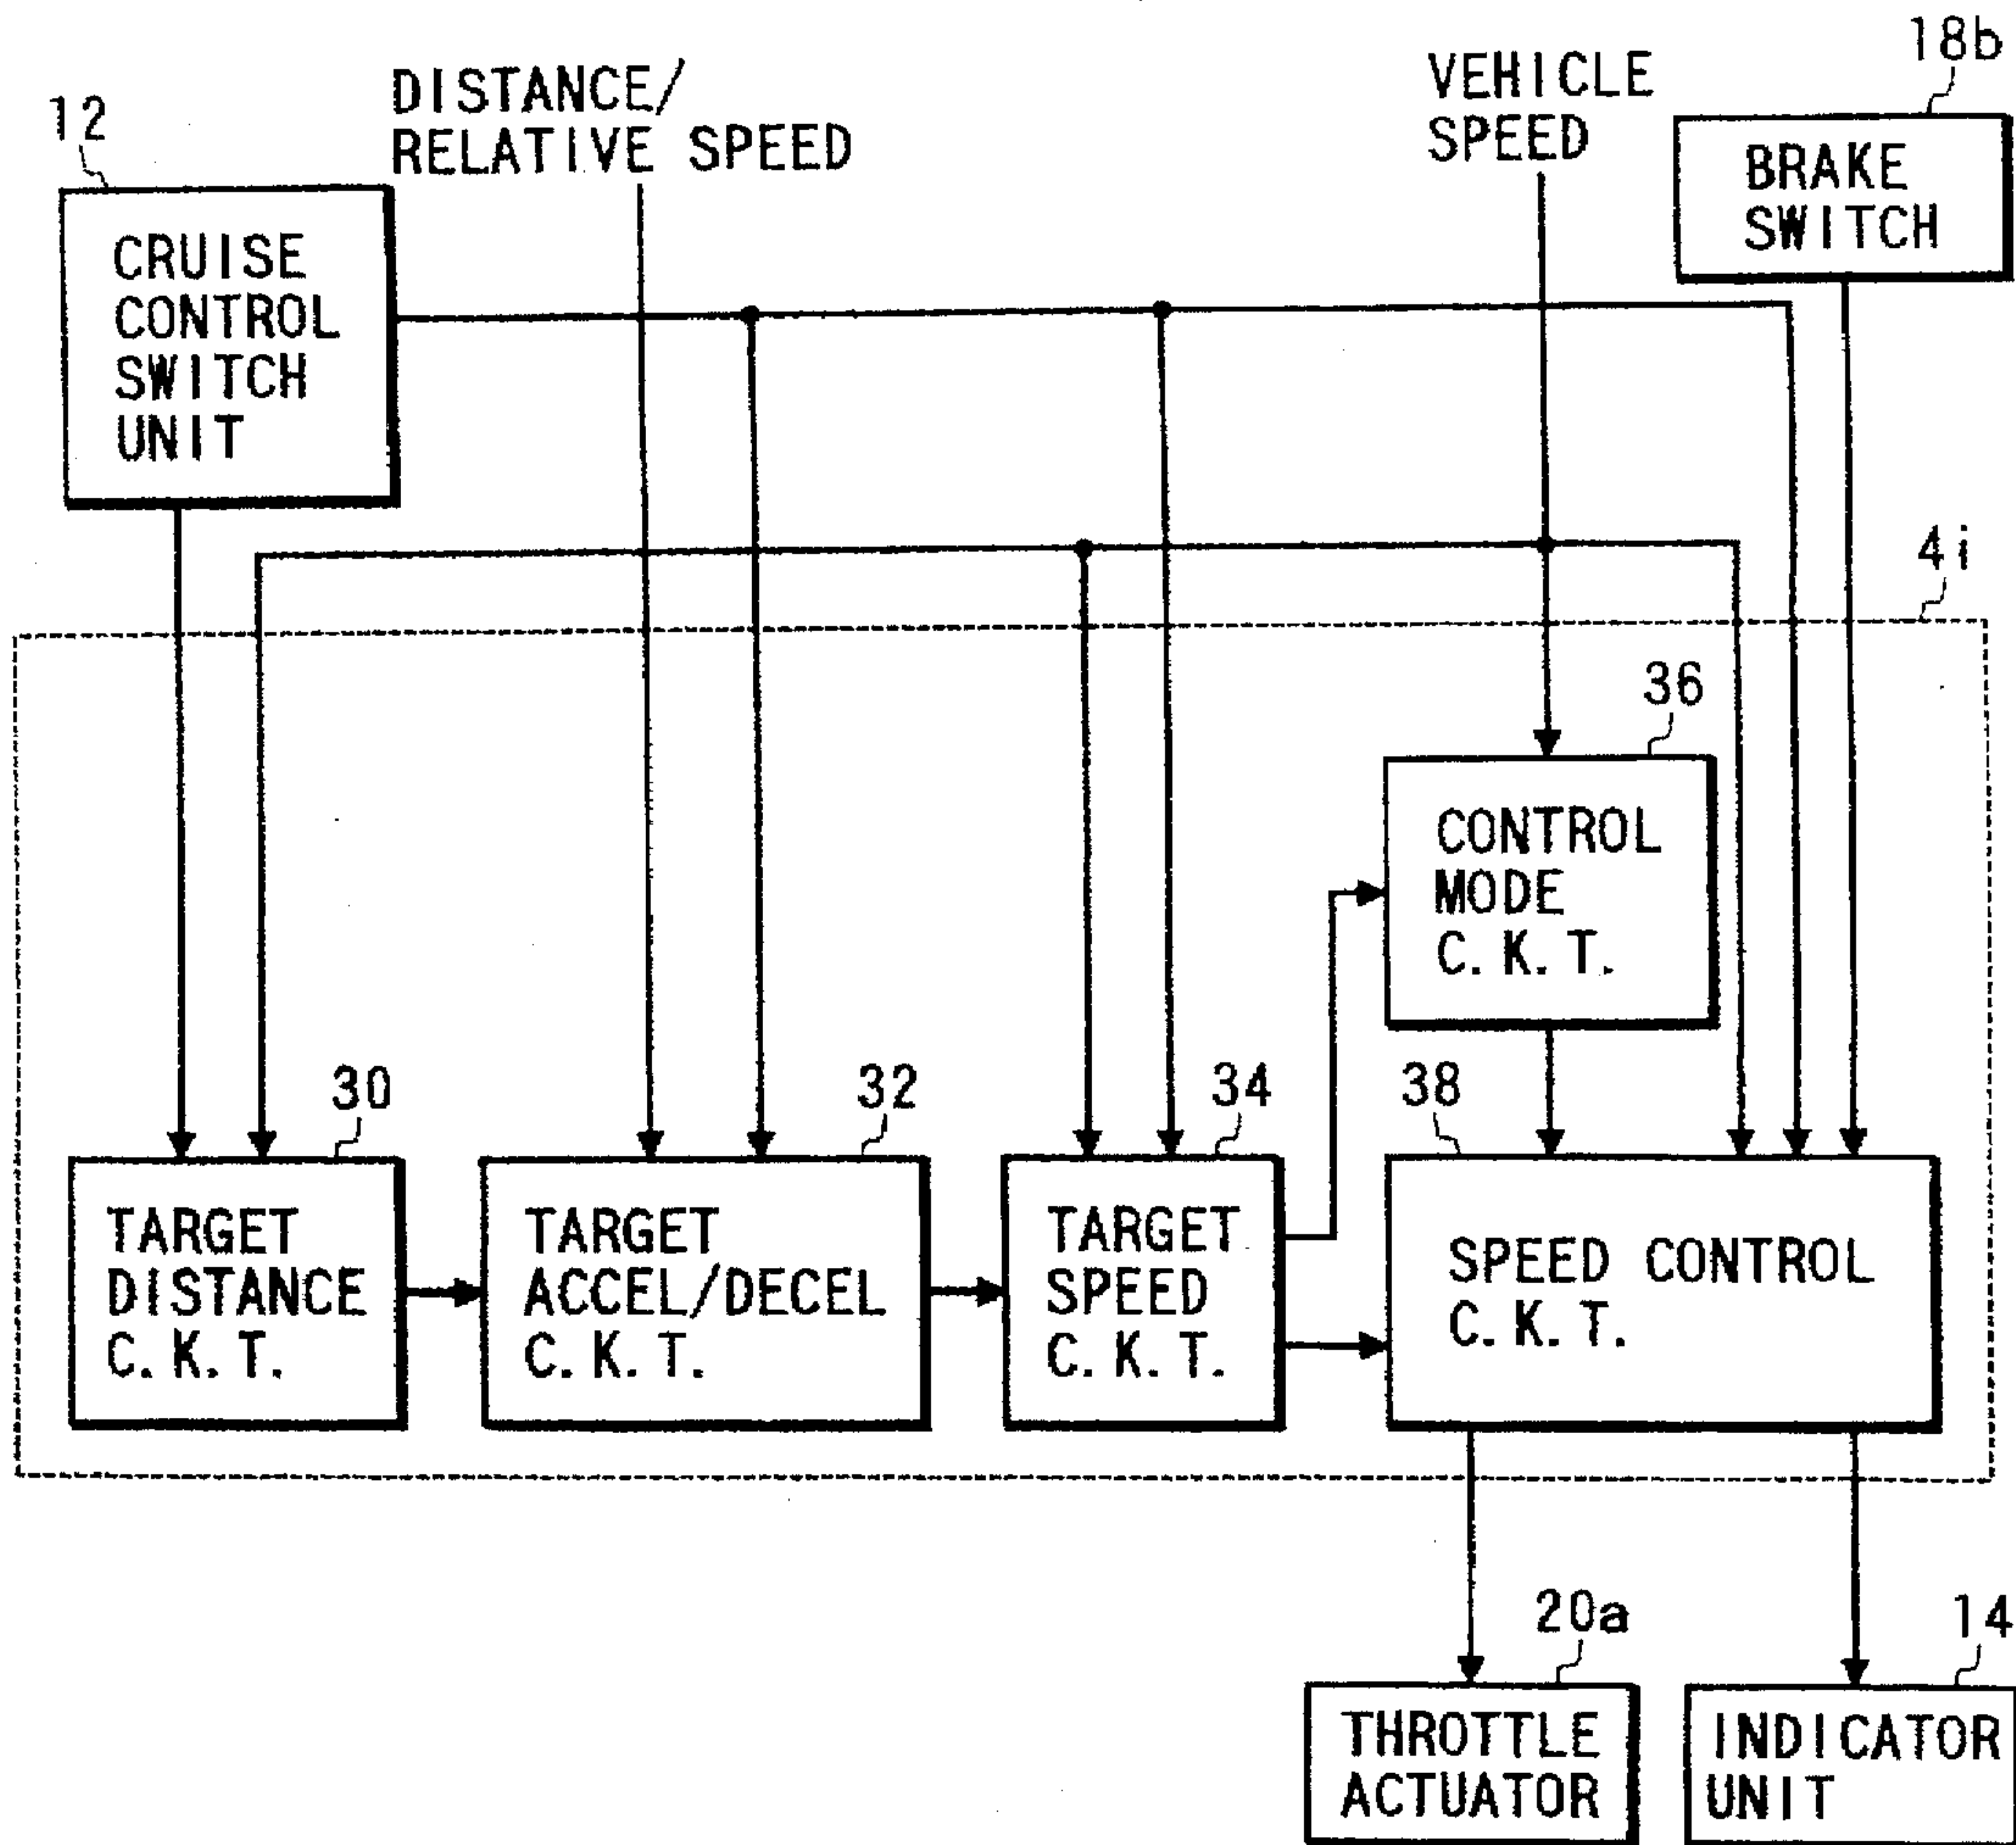 18b
DISTANCE/
RELATIVE SPEED
VEHICLE
SPEED
12
BRAKE
SWITCH
CRUISE
CONTROL
SWITCH
UNIT
4i
36
CONTROL
MODE
C. K. T.
30
32
34
38
TARGET
DISTANCE
C. K. T.
TARGET
ACCEL/DECEL
C. K. T.
TARGET
SPEED
C. K. T.
SPEED CONTROL
C. K. T.
20a
14
THROTTLE
ACTUATOR
INDICATOR
UNIT